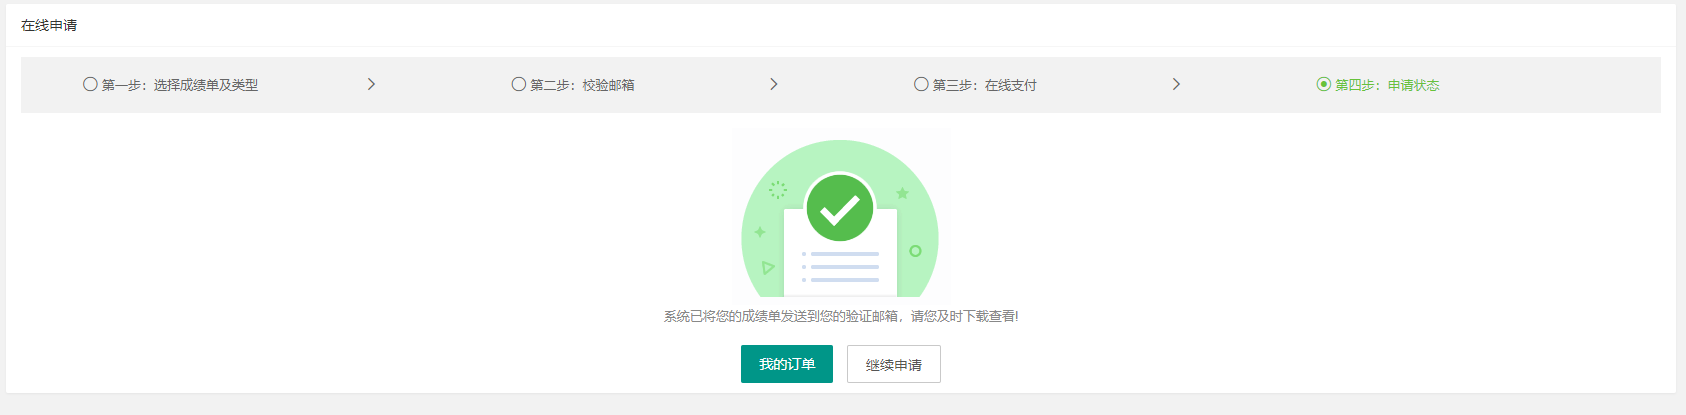 在线申请
第一步：选择成绩单及类型
第二步：校验邮箱
第三步：在线支付
第四步：申请状态
系统已将您的成绩单发送到您的验证邮箱，请您及时下载查看!
我的订单
继续申请